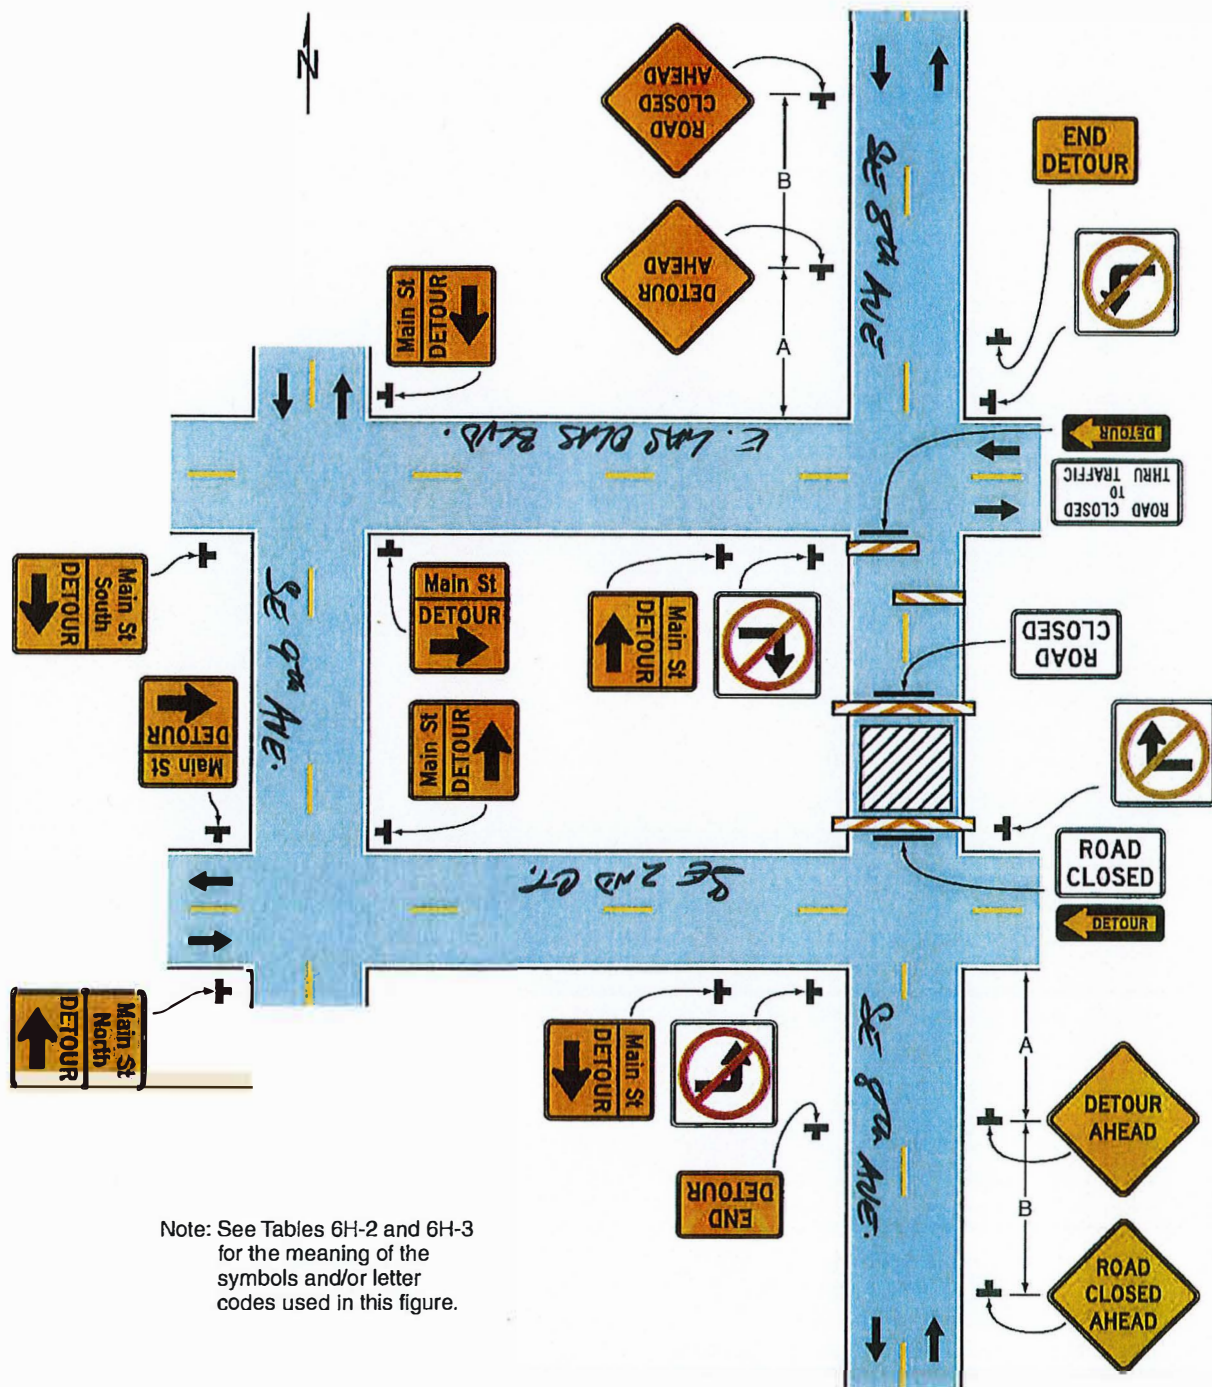 N
ROAD
CLOSED
AHEAD
B
DETOUR
AHEAD
A
SE 8th AVE
END
DETOUR
Main St
DETOUR
E. LAS OLAS BLVD.
DETOUR
ROAD CLOSED
TO
THRU TRAFFIC
Main St
South
DETOUR
SE 9th AVE.
Main St
DETOUR
Main St
DETOUR
ROAD
CLOSED
Main St
DETOUR
Main St
DETOUR
SE 2ND CT.
ROAD
CLOSED
DETOUR
Main St
North
DETOUR
Main St
DETOUR
END
DETOUR
SE 8th AVE.
A
DETOUR
AHEAD
B
ROAD
CLOSED
AHEAD
Note: See Tables 6H-2 and 6H-3
for the meaning of the
symbols and/or letter
codes used in this figure.